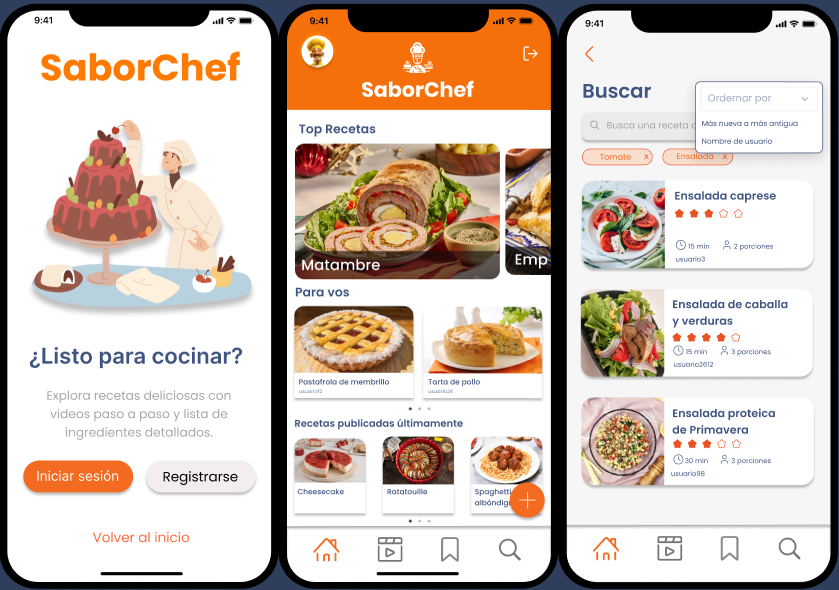 9:41
SaborChef
¿Listo para cocinar?
Explora recetas deliciosas con
videos paso a paso y lista de
ingredientes detallados.
Iniciar sesión
Registrarse
Volver al inicio
9:41
SaborChef
Top Recetas
Matambre
Emp
Para vos
Pastafrola de membrillo
usuario12
Tarta de pollo
usuario26
Recetas publicadas últimamente
Cheesecake
Ratatouille
Spaghetti
albóndig
9:41
Buscar
Ordernar por
Más nueva a más antigua
Nombre de usuario
Busca una receta o
Tomate X
Ensalada X
Ensalada caprese
15 min 2 porciones
usuario3
Ensalada de caballa
y verduras
15 min 3 porciones
usuario2612
Ensalada proteica
de Primavera
30 min 3 porciones
usuario98